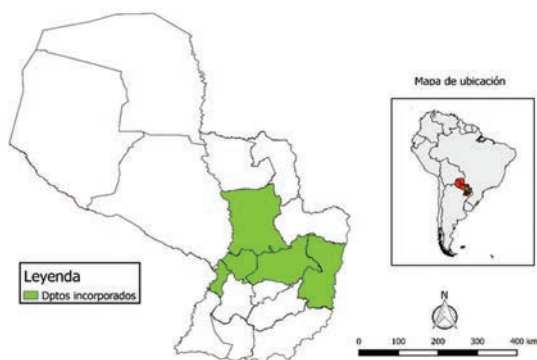 Mapa de ubicación
Leyenda
Dptos incorporados
N
0 100 200 300 400 km